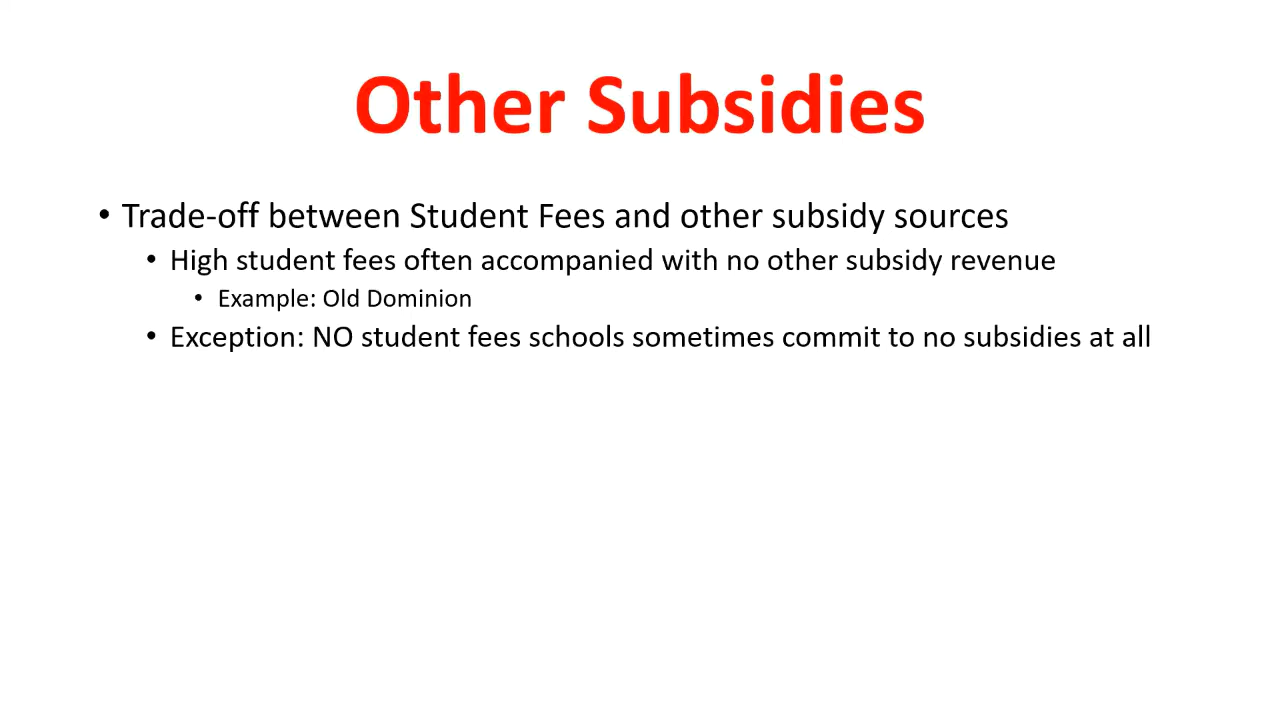 Other Subsidies
• Trade-off between Student Fees and other subsidy sources
• High student fees often accompanied with no other subsidy revenue
• Example: Old Dominion
• Exception: NO student fees schools sometimes commit to no subsidies at all